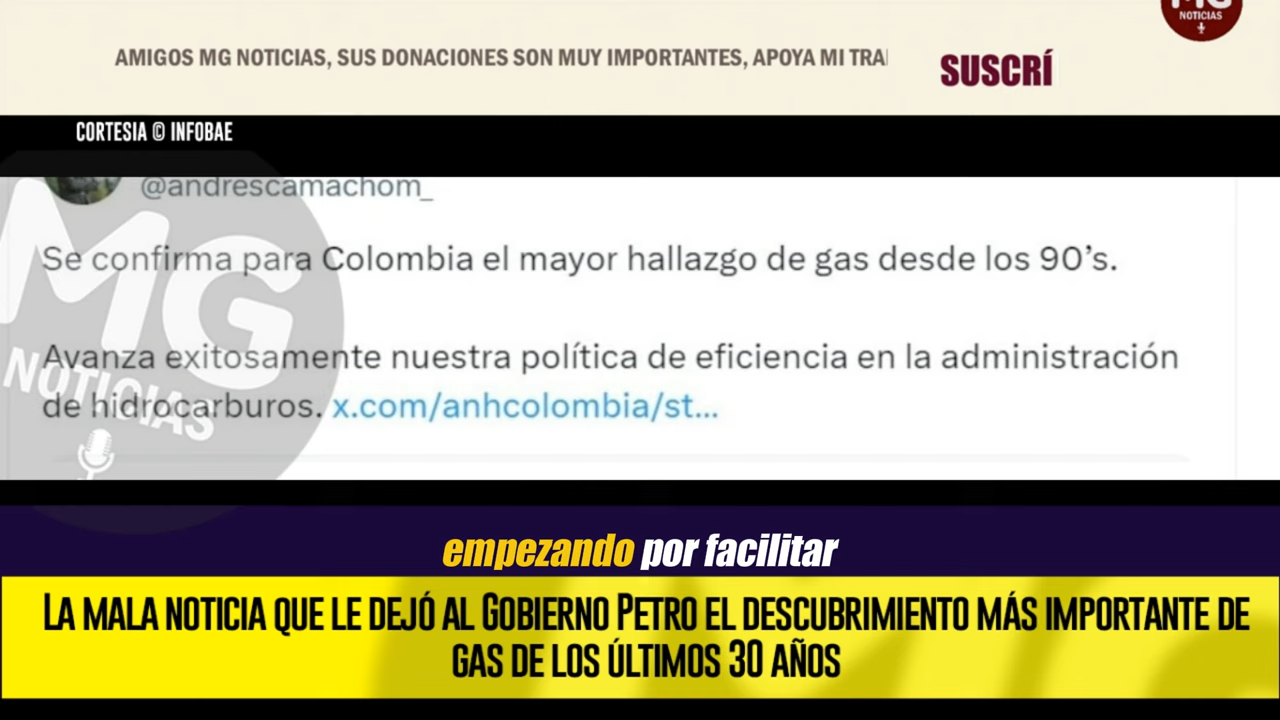 NOTICIAS
AMIGOS MG NOTICIAS, SUS DONACIONES SON MUY IMPORTANTES, APOYA MI
SUSCRÍ
CORTESIA © INFOBAE
@andrescamachom_
Se confirma para Colombia el mayor hallazgo de gas desde los 90’s.
Avanza exitosamente nuestra política de eficiencia en la administración
de hidrocarburos. x.com/anhcolombia/st...
MG
NOTICIAS
empezando por facilitar
LA MALA NOTICIA QUE LE DEJÓ AL GOBIERNO PETRO EL DESCUBRIMIENTO MÁS IMPORTANTE DE
GAS DE LOS ÚLTIMOS 30 AÑOS